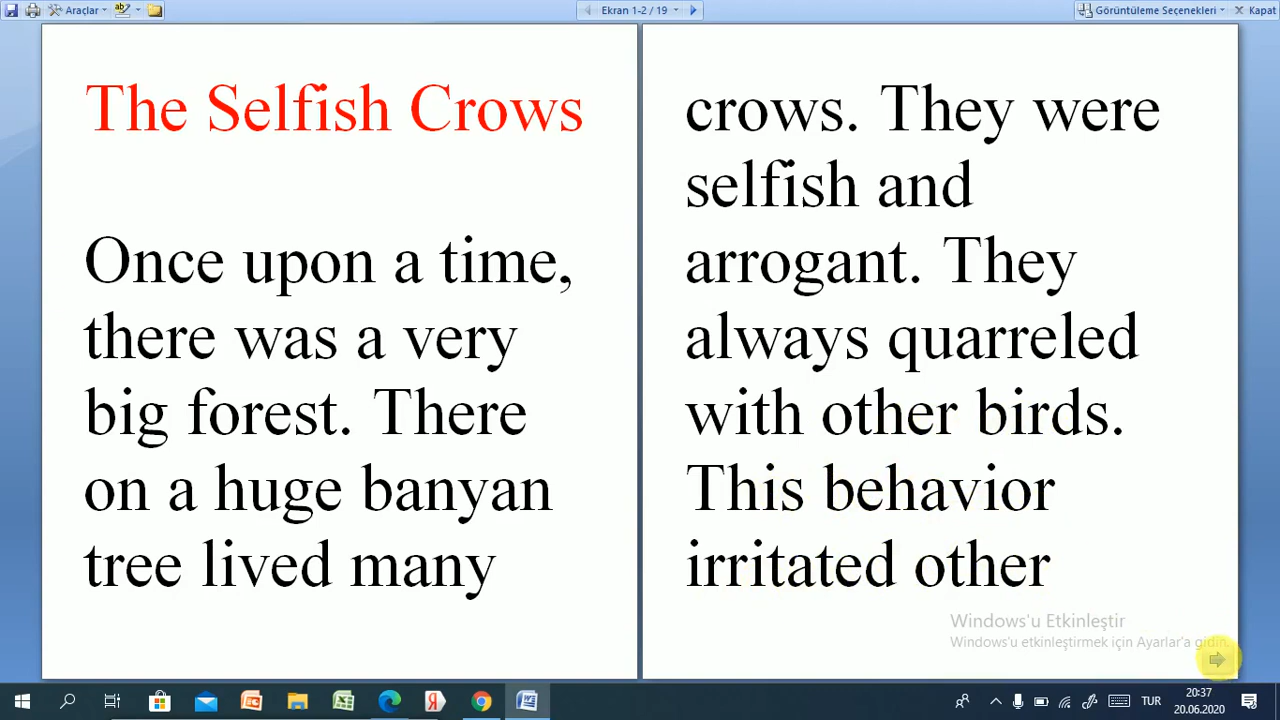 Araçlar
Ekran 1-2 / 19
Görüntüleme Seçenekleri
Kapat
The Selfish Crows
Once upon a time,
there was a very
big forest. There
on a huge banyan
tree lived many
crows. They were
selfish and
arrogant. They
always quarreled
with other birds.
This behavior
irritated other
Windows'u Etkinleştir
Windows'u etkinleştirmek için Ayarlar'a gidin.
TUR
20:37
20.06.2020